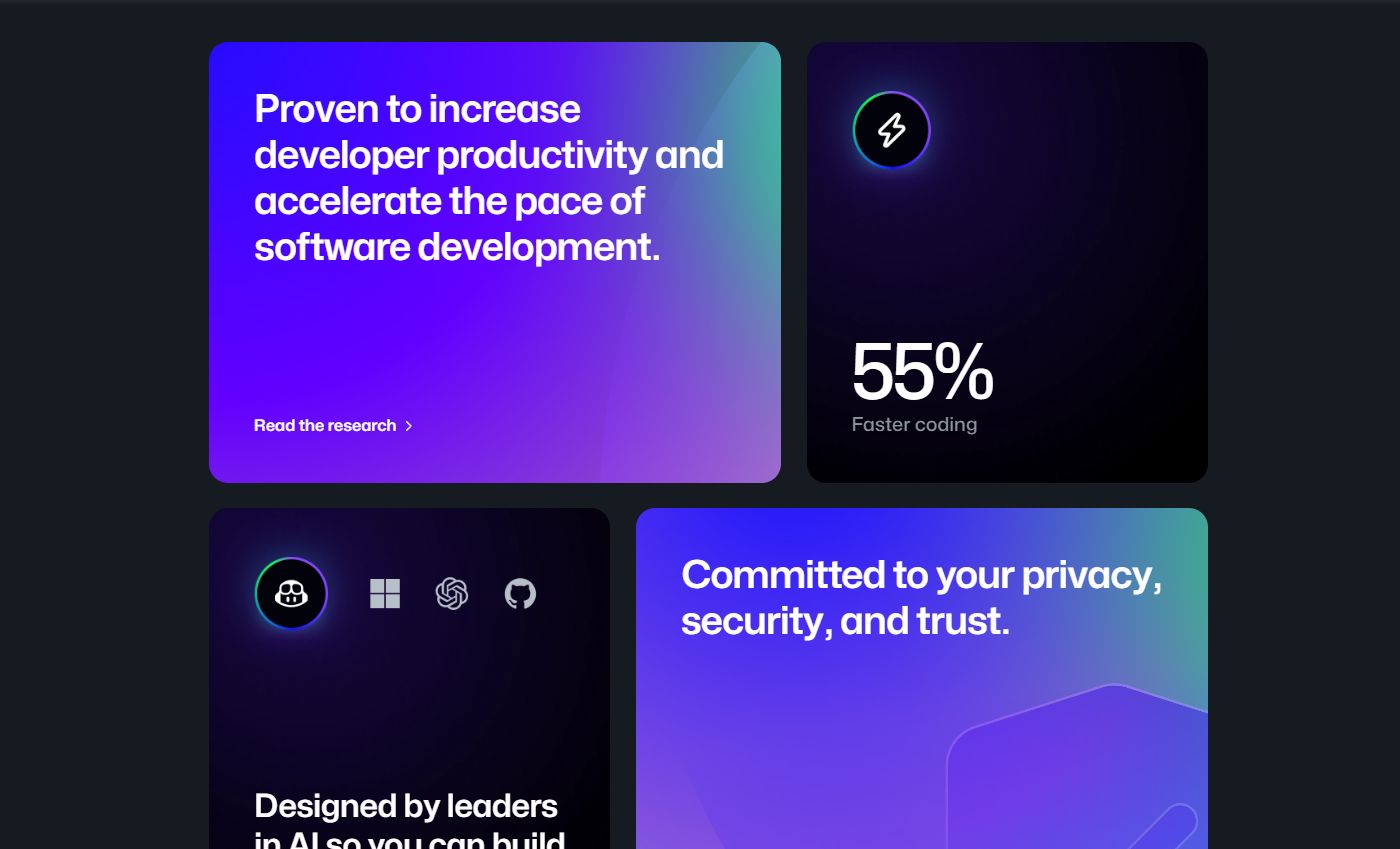 Proven to increase
developer productivity and
accelerate the pace of
software development.
Read the research
55%
Faster coding
Designed by leaders
in AI so you can build
Committed to your privacy,
security, and trust.